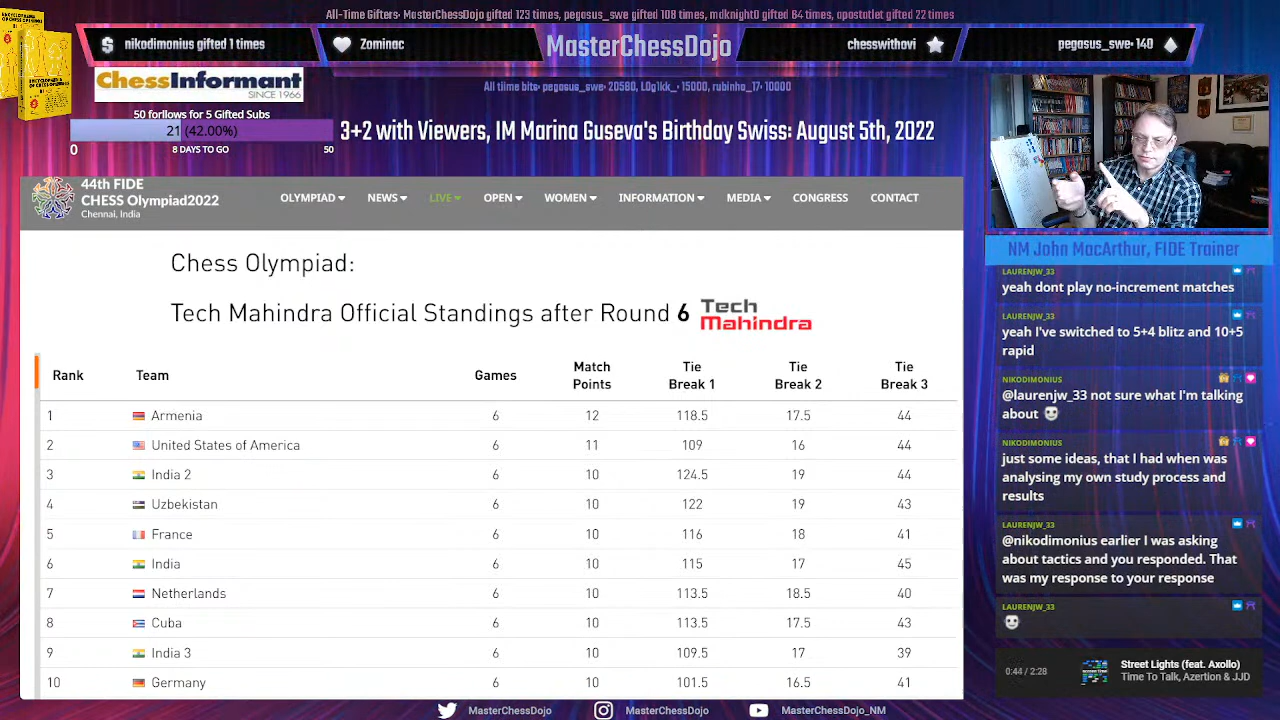 All-Time Gifters: MasterChessDojo gifted 123 times, pegasus_swe gifted 108 times, mdknight0 gifted 84 times, apostatlet gifted 22 times
nikodimonius gifted 1 times
Zominac
MasterChessDojo
chesswithavi
pegasus_swe: 140
ChessInformant
SINCE 1966
All tiime bits: pegasus_swe: 20580, L0g1kk_: 15000, rubinho_17: 10000
50 forllows for 5 Gifted Subs
21 (42.00%)
0 8 DAYS TO GO 50
3+2 with Viewers, IM Marina Guseva's Birthday Swiss: August 5th, 2022
44th FIDE
CHESS Olympiad2022
Chennai, India
OLYMPIAD NEWS LIVE OPEN WOMEN INFORMATION MEDIA CONGRESS CONTACT
Chess Olympiad:
Tech Mahindra Official Standings after Round 6
Tech
Mahindra
Rank Team Games Match Points Tie Break 1 Tie Break 2 Tie Break 3
1 Armenia 6 12 118.5 17.5 44
2 United States of America 6 11 109 16 44
3 India 2 6 10 124.5 19 44
4 Uzbekistan 6 10 122 19 43
5 France 6 10 116 18 41
6 India 6 10 115 17 45
7 Netherlands 6 10 113.5 18.5 40
8 Cuba 6 10 113.5 17.5 43
9 India 3 6 10 109.5 17 39
10 Germany 6 10 101.5 16.5 41
NM John MacArthur, FIDE Trainer
LAURENJW_33
yeah dont play no-increment matches
LAURENJW_33
yeah I've switched to 5+4 blitz and 10+5
rapid
NIKODIMONIUS
@laurenjw_33 not sure what I'm talking
about
NIKODIMONIUS
just some ideas, that I had when was
analysing my own study process and
results
LAURENJW_33
@nikodimonius earlier I was asking
about tactics and you responded. That
was my response to your response
LAURENJW_33
0:44 / 2:28
Street Lights (feat. Axollo)
Time To Talk, Azertion & JJD
MasterChessDojo
MasterChessDojo
MasterChessDojo_NM